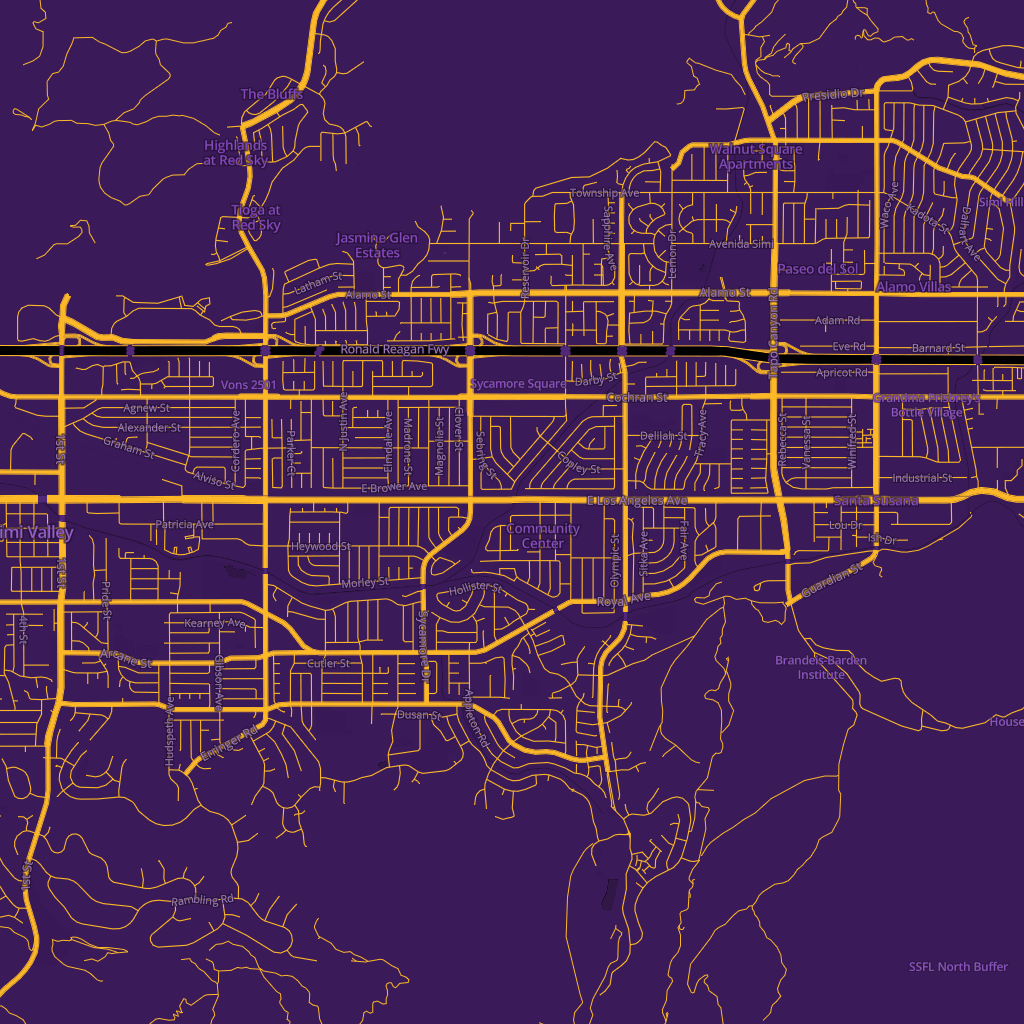 The Bluffs
Presidio Dr
Highlands
at Red Sky
Walnut Square
Apartments
Township Ave
Waco Ave
Simi Hill
Tioga at
Red Sky
Sapphire Ave
Kadota St
Dalhart Ave
Jasmine Glen
Estates
Reservoir Dr
Lemon Dr
Avenida Simi
Paseo del Sol
Latham St
Alamo St
Alamo St
Alamo Villas
Tapo Canyon Rd
Adam Rd
Ronald Reagan Fwy
Eve Rd
Barnard St
Apricot Rd
Vons 2501
Sycamore Square
Darby St
Cochran St
Grandma Prisbrey's
Bottle Village
Agnew St
Alexander St
Graham St
1st St
Cordero Ave
Parker Ct
N Justin Ave
Elmdale Ave
Madrone St
Magnolia St
Clover St
Sebring St
Copley St
Delilah St
Tracy Ave
Rebecca St
Vanessa St
Winifred St
Alviso St
E Brower Ave
Industrial St
E Los Angeles Ave
Santa Susana
imi Valley
Patricia Ave
Community
Center
Lou Dr
Ish Dr
Heywood St
Fair Ave
Sitka Ave
Olympic St
1st St
Morley St
Hollister St
Guardian St
Pride St
Royal Ave
4th St
Kearney Ave
Sycamore Dr
Arcane St
Cutler St
Gibson Ave
Brandeis-Bardin
Institute
Hudspeth Ave
Erringer Rd
Dusan St
Appleton Rd
House
1st St
Rambling Rd
SSFL North Buffer